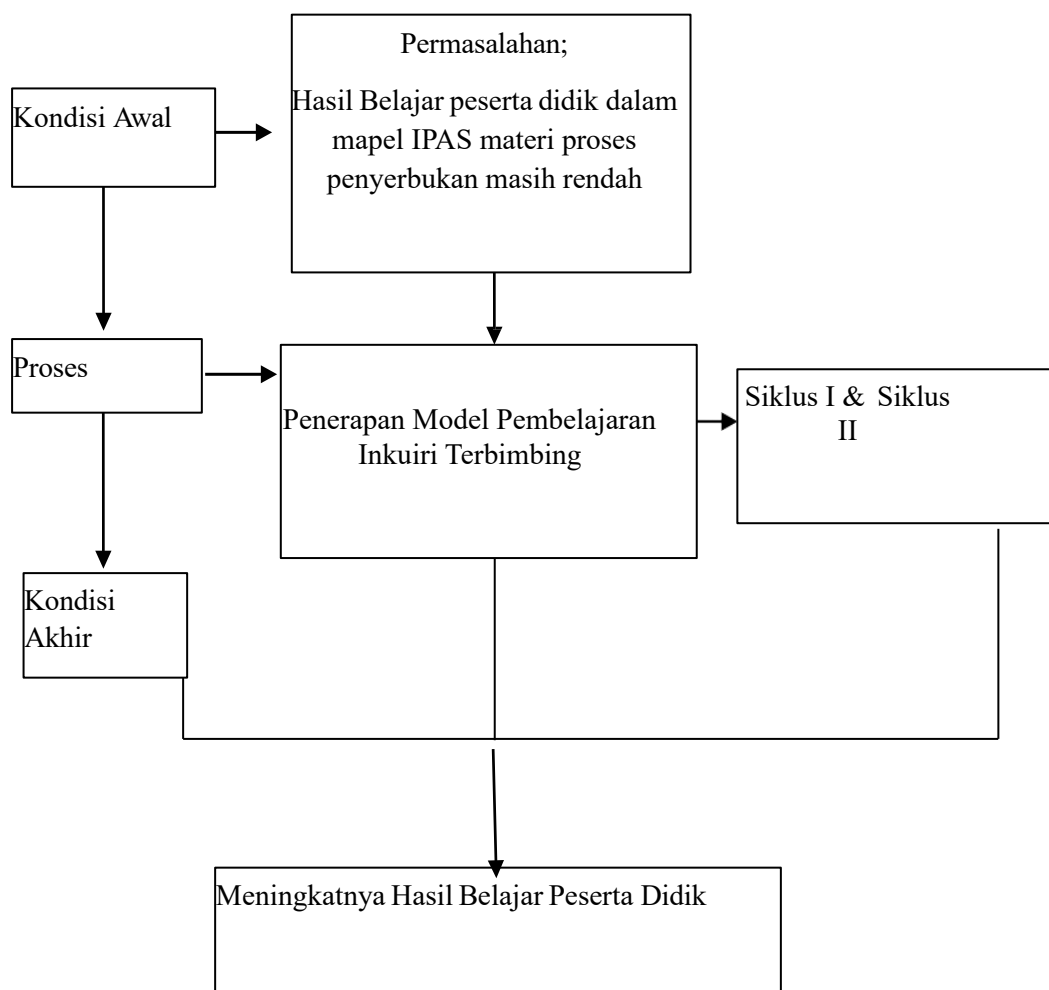 Permasalahan;
Kondisi Awal
Hasil Belajar peserta didik dalam
mapel IPAS materi proses
penyerbukan masih rendah
Proses
Penerapan Model Pembelajaran
Inkuiri Terbimbing
Siklus I & Siklus
II
Kondisi
Akhir
Meningkatnya Hasil Belajar Peserta Didik